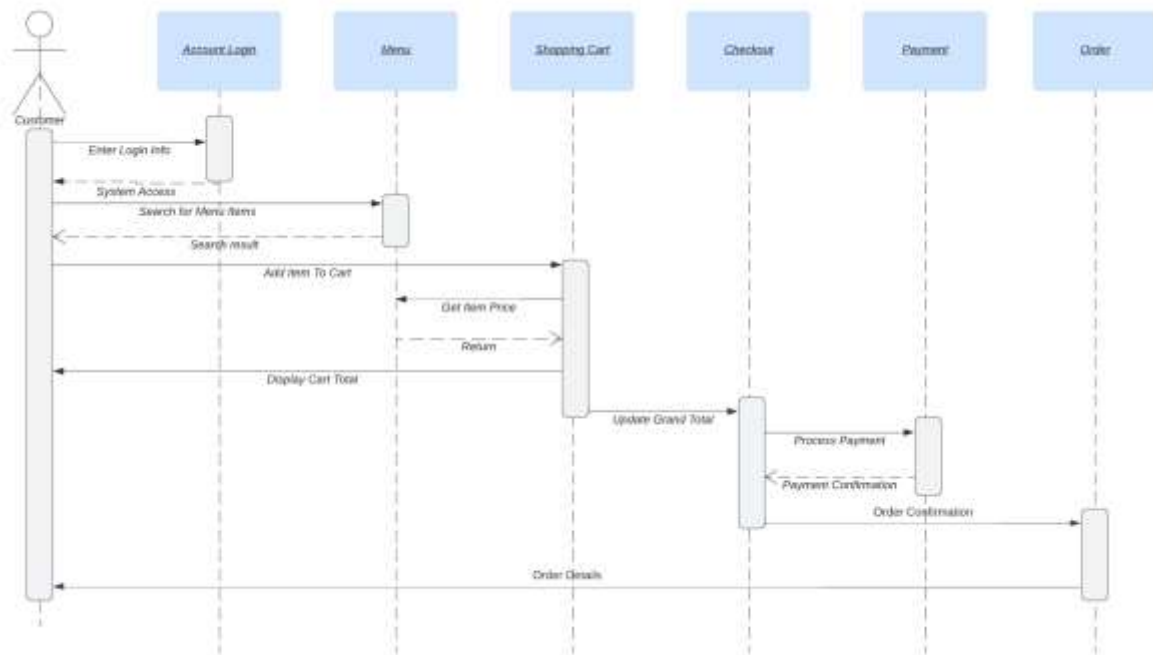 Account Login
Menu
Shopping Cart
Checkout
Payment
Order
Customer
Enter Login Info
System Access
Search for Menu Items
Search result
Add item To Cart
Get Item Price
Return
Display Cart Total
Update Grand Total
Process Payment
Payment Confirmation
Order Confirmation
Order Details